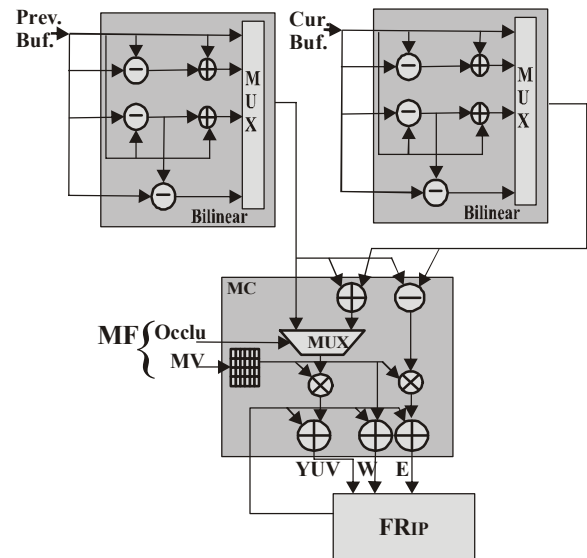 Prev.
Buf.
M
U
X
Bilinear
Cur.
Buf.
M
U
X
Bilinear
MC
MF
Occlu
MV
MUX
YUV W E
FRIP